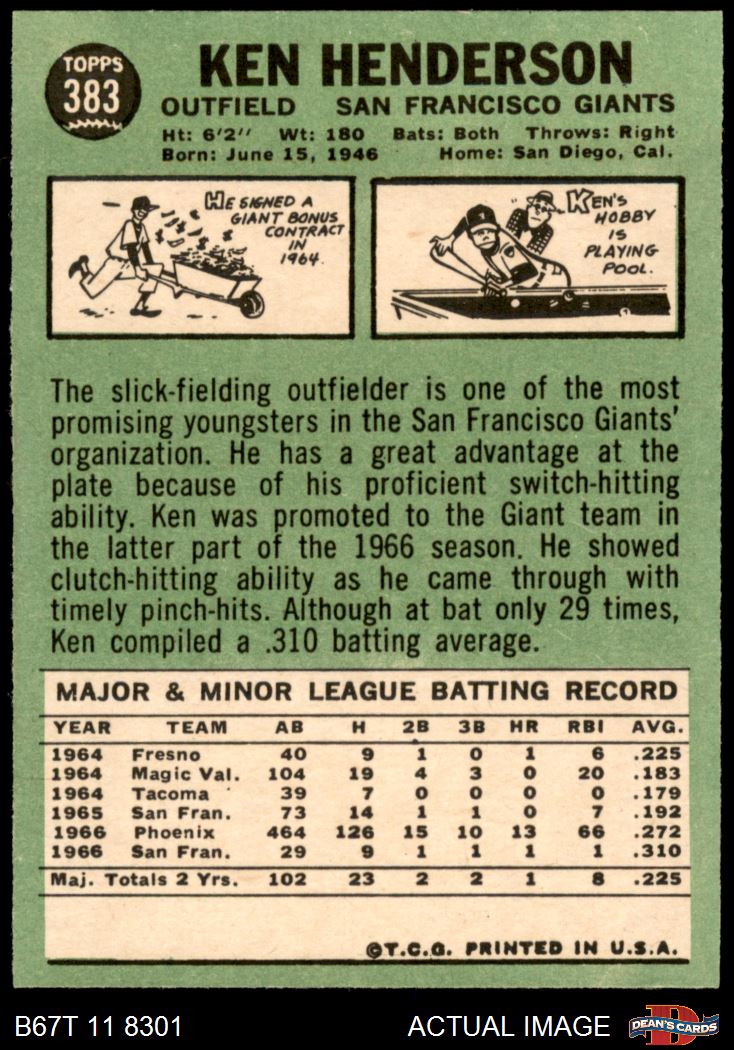 TOPPS
383
KEN HENDERSON
OUTFIELD SAN FRANCISCO GIANTS
Ht: 6'2" Wt: 180 Bats: Both Throws: Right
Born: June 15, 1946 Home: San Diego, Cal.
HE SIGNED A
GIANT BONUS
CONTRACT
IN
1964.
KEN'S
HOBBY
IS
PLAYING
POOL.
The slick-fielding outfielder is one of the most
promising youngsters in the San Francisco Giants'
organization. He has a great advantage at the
plate because of his proficient switch-hitting
ability. Ken was promoted to the Giant team in
the latter part of the 1966 season. He showed
clutch-hitting ability as he came through with
timely pinch-hits. Although at bat only 29 times,
Ken compiled a .310 batting average.
MAJOR & MINOR LEAGUE BATTING RECORD
YEAR TEAM AB H 2B 3B HR RBI AVG.
1964 Fresno 40 9 1 0 1 6 .225
1964 Magic Val. 104 19 4 3 0 20 .183
1964 Tacoma 39 7 0 0 0 0 .179
1965 San Fran. 73 14 1 1 0 7 .192
1966 Phoenix 464 126 15 10 13 66 .272
1966 San Fran. 29 9 1 1 1 1 .310
Maj. Totals 2 Yrs. 102 23 2 2 1 8 .225
©T.C.G. PRINTED IN U.S.A.
B67T 11 8301 ACTUAL IMAGE
DEAN'S CARDS